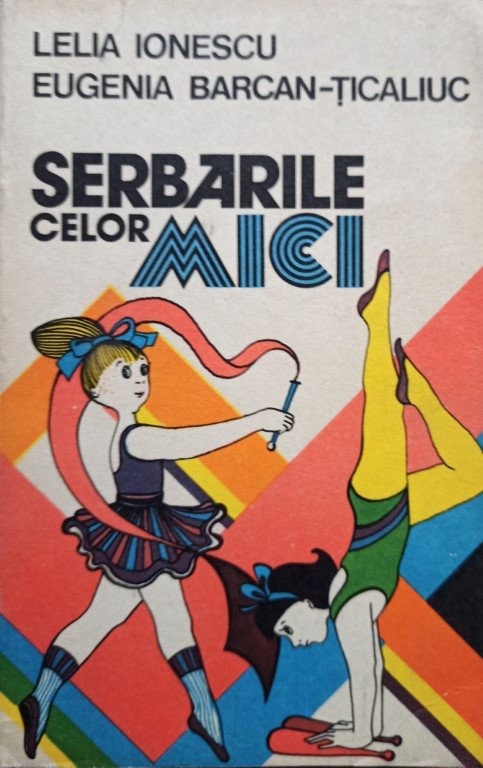 LELIA IONESCU
EUGENIA BARCAN-ȚICALIUC
SERBARILE
CELOR MICI